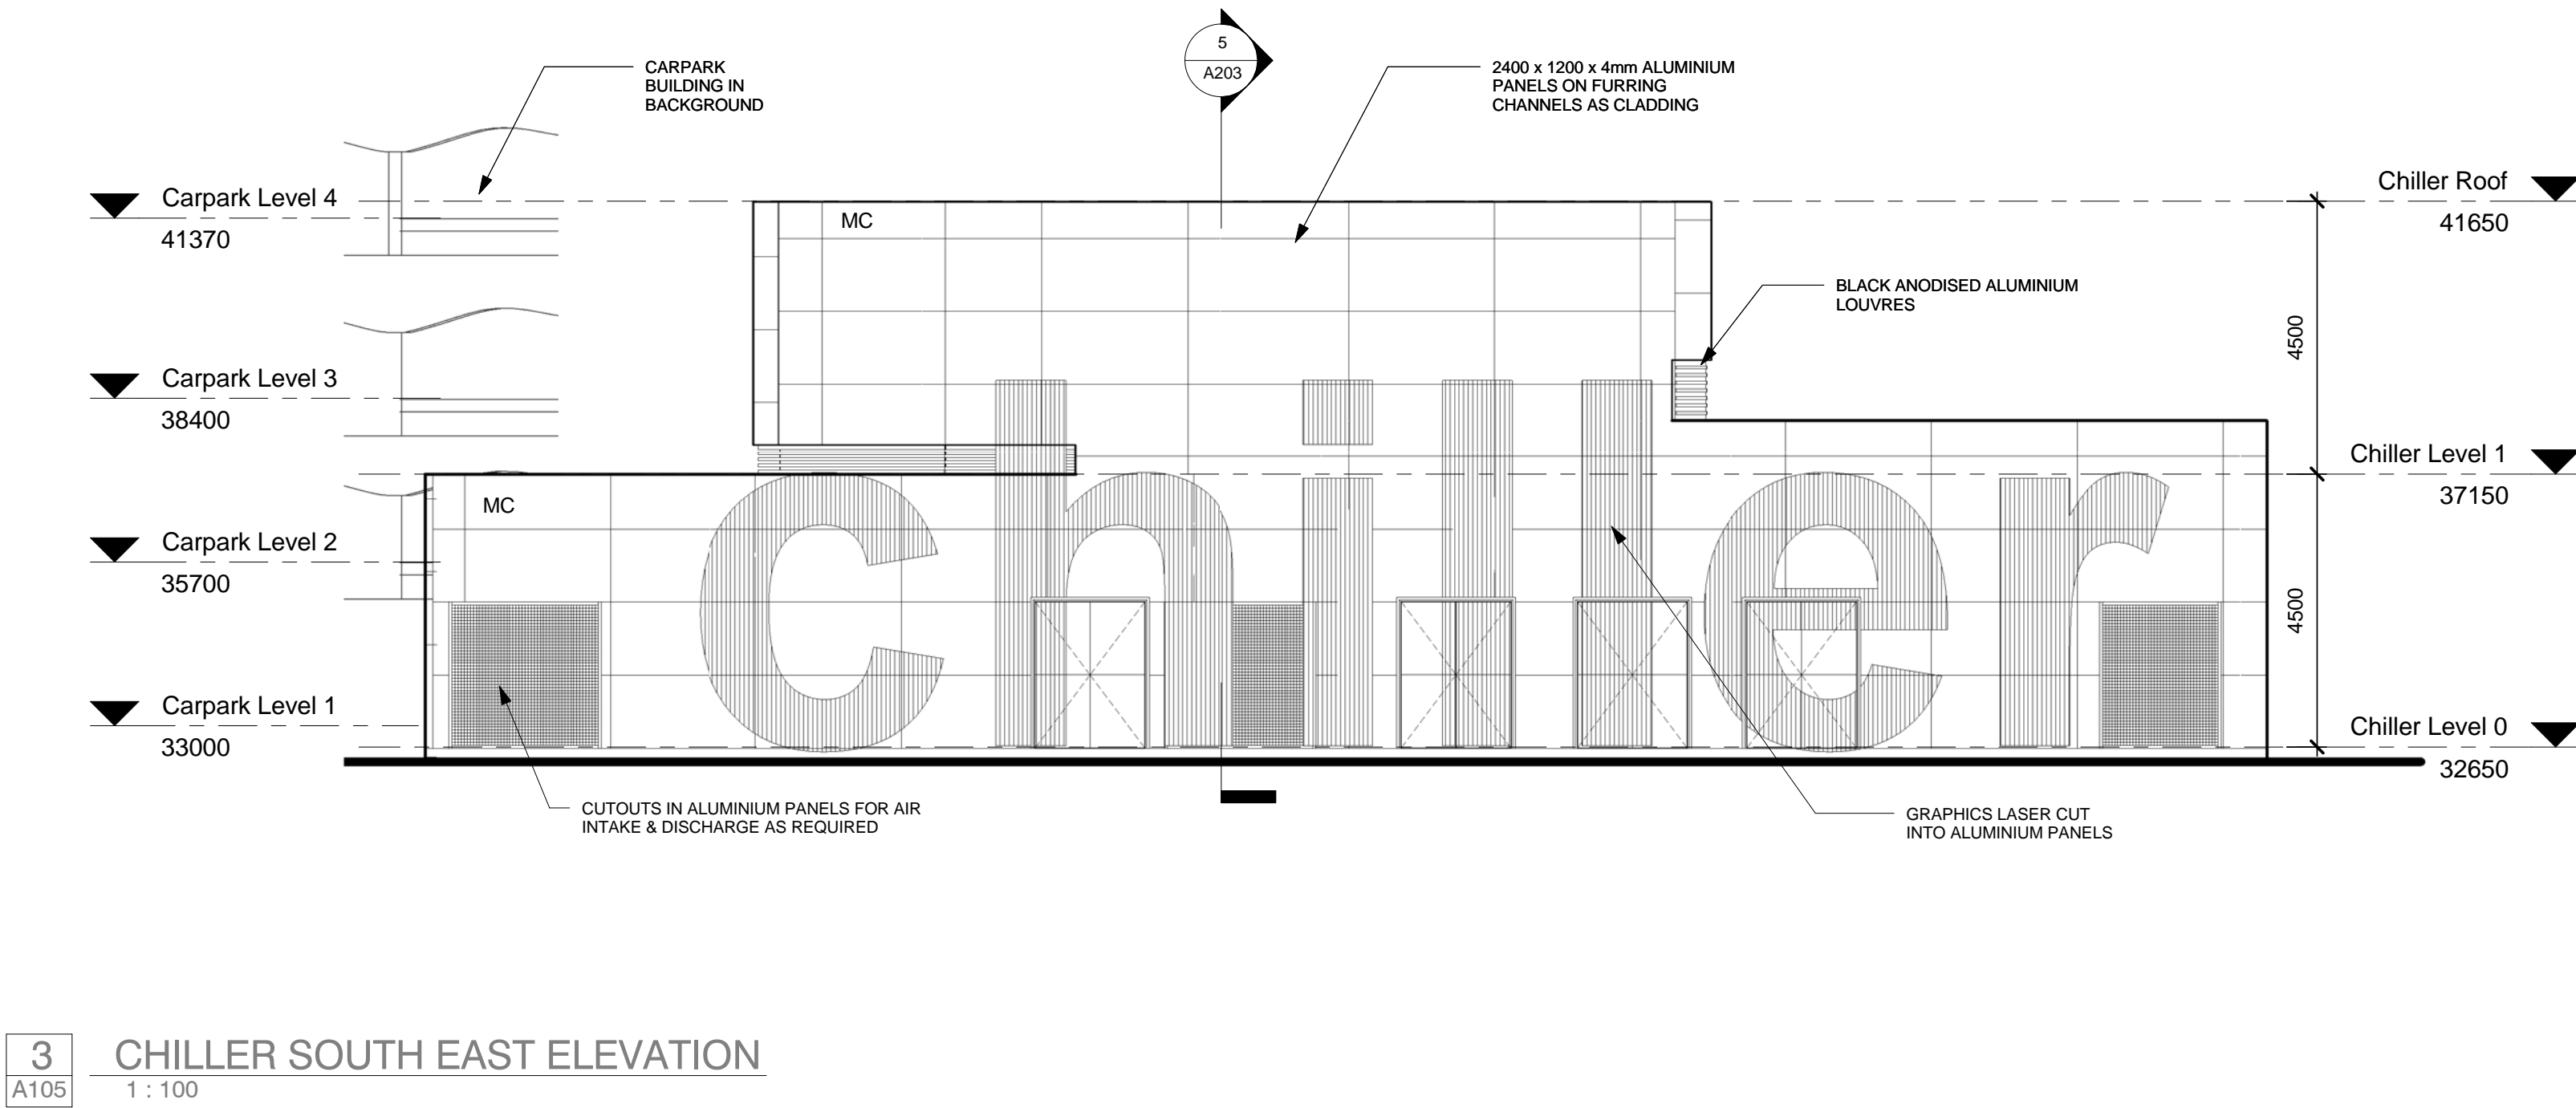 5
A203
CARPARK
BUILDING IN
BACKGROUND
2400 x 1200 x 4mm ALUMINIUM
PANELS ON FURRING
CHANNELS AS CLADDING
Carpark Level 4
41370
Chiller Roof
41650
MC
BLACK ANODISED ALUMINIUM
LOUVRES
4500
Carpark Level 3
38400
Chiller Level 1
37150
MC
chiller
Carpark Level 2
35700
4500
Carpark Level 1
33000
Chiller Level 0
32650
CUTOUTS IN ALUMINIUM PANELS FOR AIR
INTAKE & DISCHARGE AS REQUIRED
GRAPHICS LASER CUT
INTO ALUMINIUM PANELS
3
A105
CHILLER SOUTH EAST ELEVATION
1 : 100